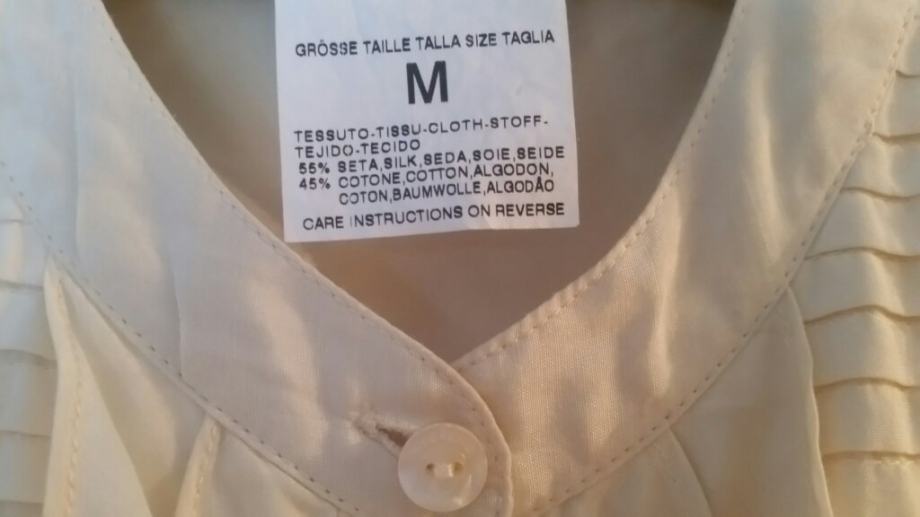 GRÖSSE TAILLE TALLA SIZE TAGLIA
M
TESSUTO-TISSU-CLOTH-STOFF-
TEJIDO-TECIDO
55% SETA,SILK,SEDA,SOIE,SEIDE
45% COTONE,COTTON,ALGODON,
COTON,BAUMWOLLE,ALGODÃO
CARE INSTRUCTIONS ON REVERSE